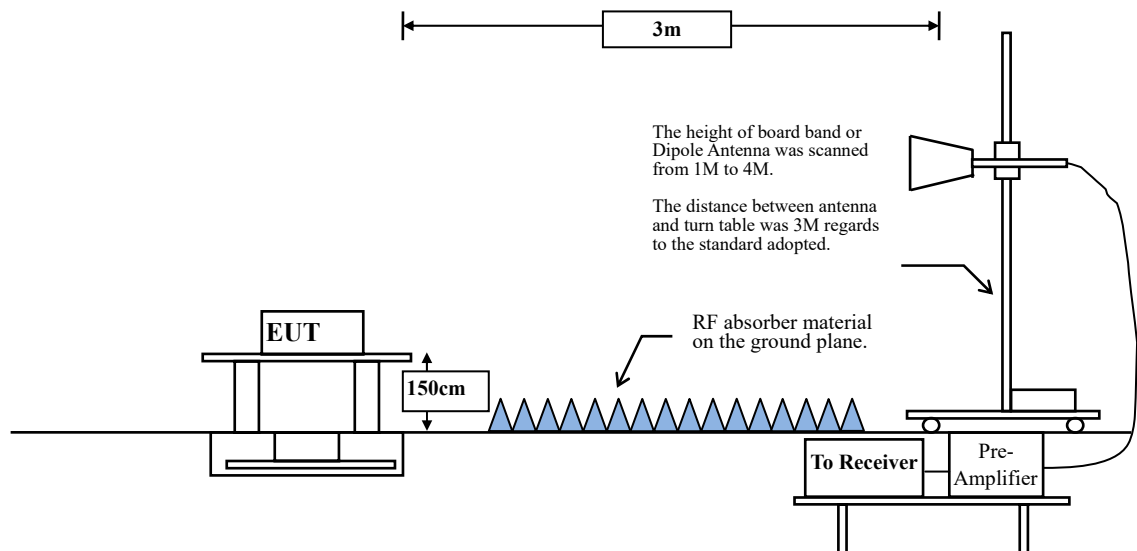 3m
The height of board band or
Dipole Antenna was scanned
from 1M to 4M.
The distance between antenna
and turn table was 3M regards
to the standard adopted.
EUT
RF absorber material
on the ground plane.
150cm
To Receiver
Pre-
Amplifier